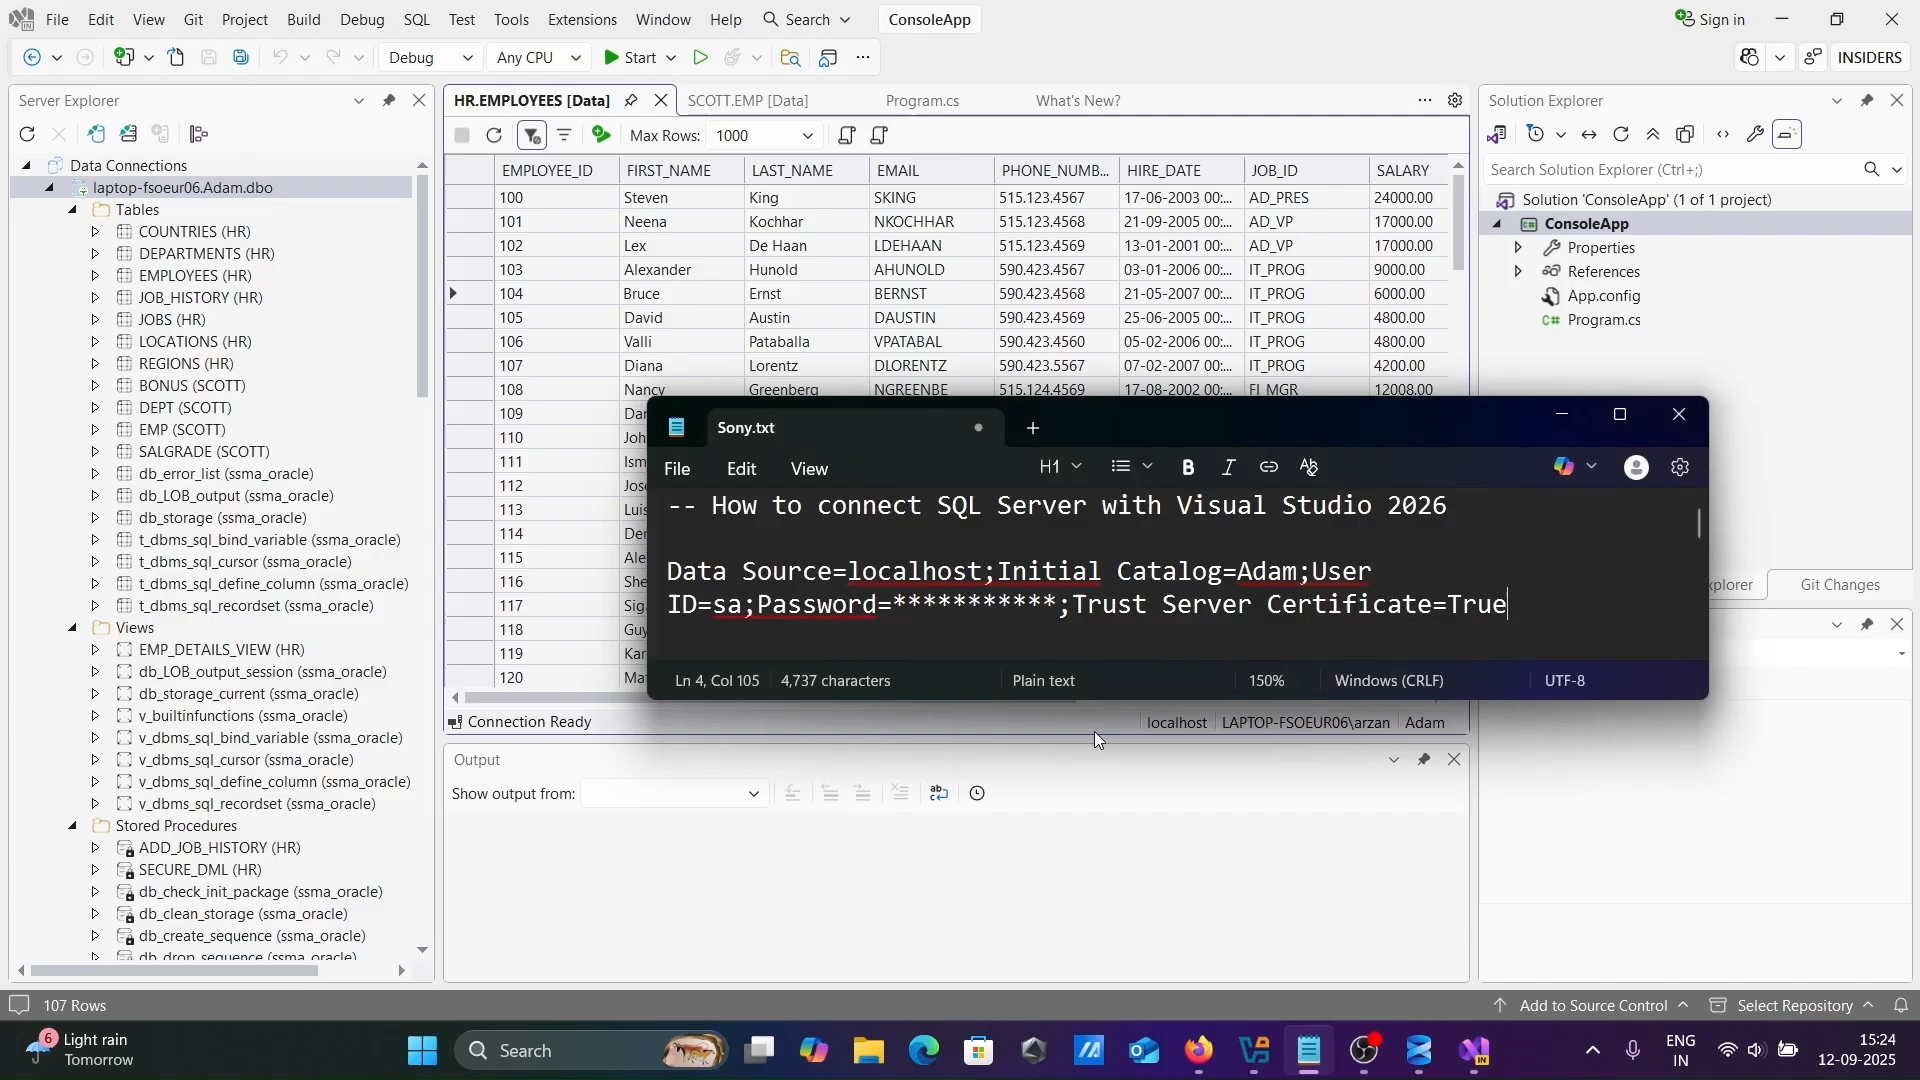 File Edit View Git Project Build Debug SQL Test Tools Extensions Window Help Search ConsoleApp Sign in
Debug Any CPU Start INSIDERS
Server Explorer
Data Connections
laptop-fsoeur06.Adam.dbo
Tables
COUNTRIES (HR)
DEPARTMENTS (HR)
EMPLOYEES (HR)
JOB_HISTORY (HR)
JOBS (HR)
LOCATIONS (HR)
REGIONS (HR)
BONUS (SCOTT)
DEPT (SCOTT)
EMP (SCOTT)
SALGRADE (SCOTT)
db_error_list (ssma_oracle)
db_LOB_output (ssma_oracle)
db_storage (ssma_oracle)
t_dbms_sql_bind_variable (ssma_oracle)
t_dbms_sql_cursor (ssma_oracle)
t_dbms_sql_define_column (ssma_oracle)
t_dbms_sql_recordset (ssma_oracle)
Views
EMP_DETAILS_VIEW (HR)
db_LOB_output_session (ssma_oracle)
db_storage_current (ssma_oracle)
v_builtinfunctions (ssma_oracle)
v_dbms_sql_bind_variable (ssma_oracle)
v_dbms_sql_cursor (ssma_oracle)
v_dbms_sql_define_column (ssma_oracle)
v_dbms_sql_recordset (ssma_oracle)
Stored Procedures
ADD_JOB_HISTORY (HR)
SECURE_DML (HR)
db_check_init_package (ssma_oracle)
db_clean_storage (ssma_oracle)
db_create_sequence (ssma_oracle)
db_drop_sequence (ssma_oracle)
HR.EMPLOYEES [Data] SCOTT.EMP [Data] Program.cs What's New?
Max Rows: 1000
EMPLOYEE_ID FIRST_NAME LAST_NAME EMAIL PHONE_NUMB... HIRE_DATE JOB_ID SALARY
100 Steven King SKING 515.123.4567 17-06-2003 00:... AD_PRES 24000.00
101 Neena Kochhar NKOCHHAR 515.123.4568 21-09-2005 00:... AD_VP 17000.00
102 Lex De Haan LDEHAAN 515.123.4569 13-01-2001 00:... AD_VP 17000.00
103 Alexander Hunold AHUNOLD 590.423.4567 03-01-2006 00:... IT_PROG 9000.00
104 Bruce Ernst BERNST 590.423.4568 21-05-2007 00:... IT_PROG 6000.00
105 David Austin DAUSTIN 590.423.4569 25-06-2005 00:... IT_PROG 4800.00
106 Valli Pataballa VPATABAL 590.423.4560 05-02-2006 00:... IT_PROG 4800.00
107 Diana Lorentz DLORENTZ 590.423.5567 07-02-2007 00:... IT_PROG 4200.00
108 Nancy Greenberg NGREENBE 515.124.4569 17-08-2002 00:... FI_MGR 12008.00
109 Dar
110 Joh
111 Ism
112 Jose
113 Luis
114 Der
115 Ale
116 She
117 Siga
118 Guy
119 Kar
120 Mat
Connection Ready localhost LAPTOP-FSOEUR06\arzan Adam
Output
Show output from:
Sony.txt
File Edit View H1
-- How to connect SQL Server with Visual Studio 2026
Data Source=localhost;Initial Catalog=Adam;User
ID=sa;Password=***********;Trust Server Certificate=True
Ln 4, Col 105 4,737 characters Plain text 150% Windows (CRLF) UTF-8
Solution Explorer
Search Solution Explorer (Ctrl+;)
Solution 'ConsoleApp' (1 of 1 project)
ConsoleApp
Properties
References
App.config
C# Program.cs
xplorer Git Changes
107 Rows Add to Source Control Select Repository
6 Light rain
Tomorrow
Search
ENG
IN
15:24
12-09-2025